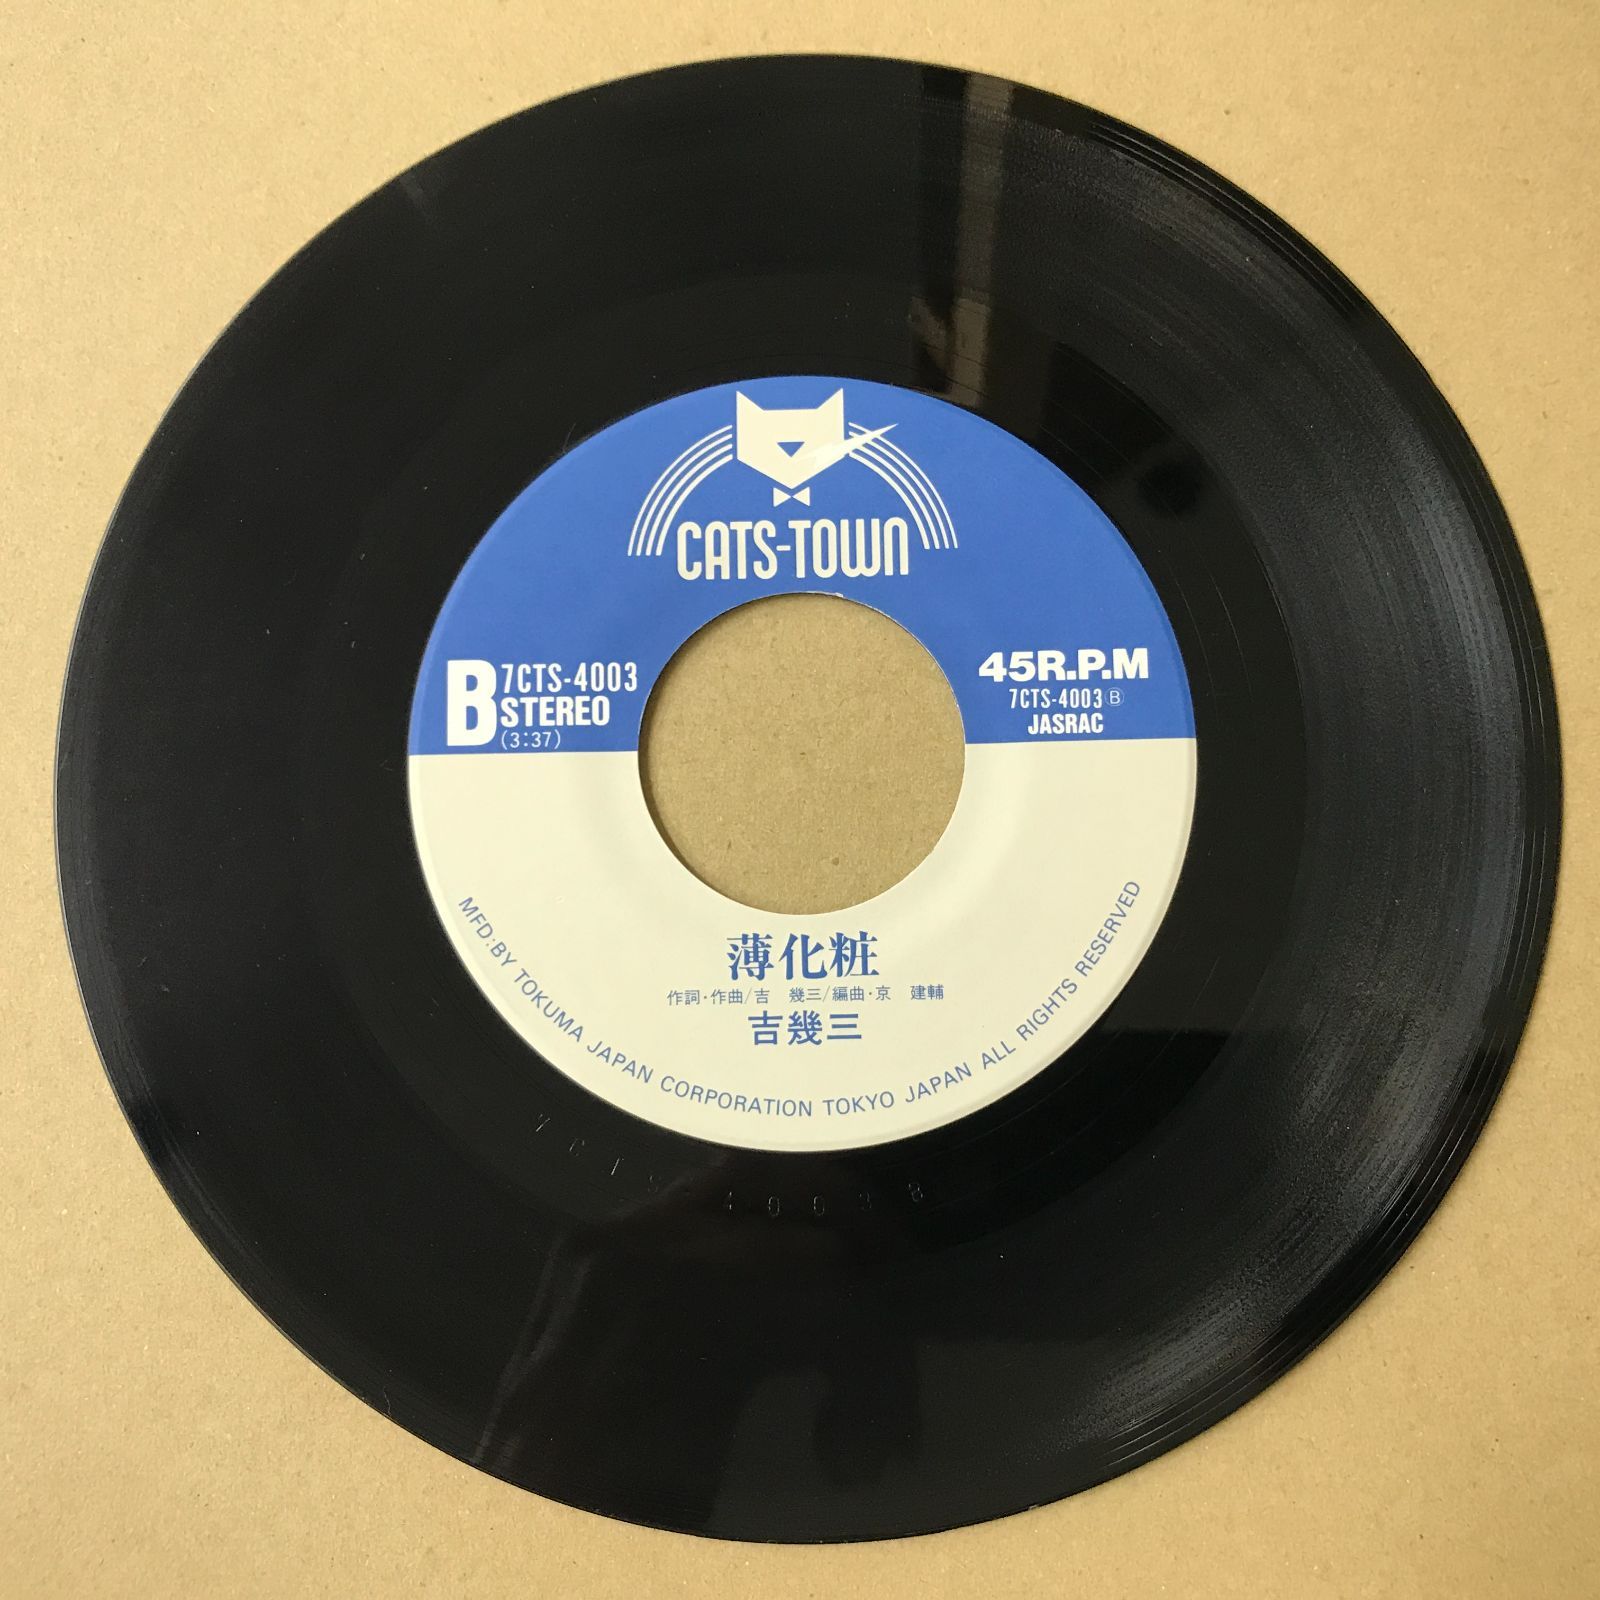 CATS-TOWN
B 7CTS-4003
STEREO
(3:37)
45R.P.M
7CTS-4003Ⓑ
JASRAC
薄化粧
作詞・作曲/吉　幾三/編曲・京　建輔
吉幾三
MFD:BY TOKUMA JAPAN CORPORATION TOKYO JAPAN ALL RIGHTS RESERVED
7CTS-4003B